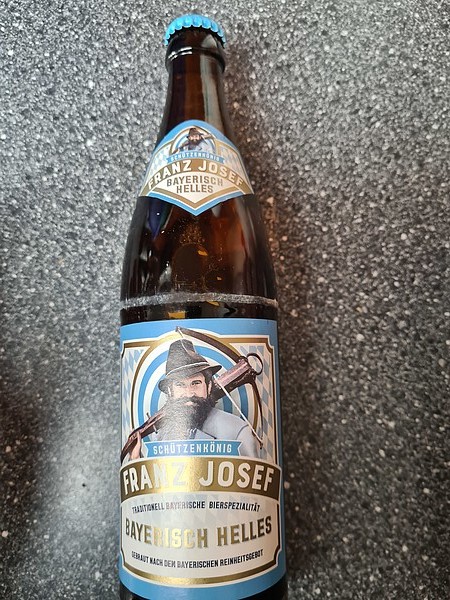 SCHÜTZENKÖNIG
FRANZ JOSEF
BAYERISCH
HELLES
SCHÜTZENKÖNIG
FRANZ JOSEF
TRADITIONELL BAYERISCHE BIERSPEZIALITÄT
BAYERISCH HELLES
GEBRAUT NACH DEM BAYERISCHEN REINHEITSGEBOT